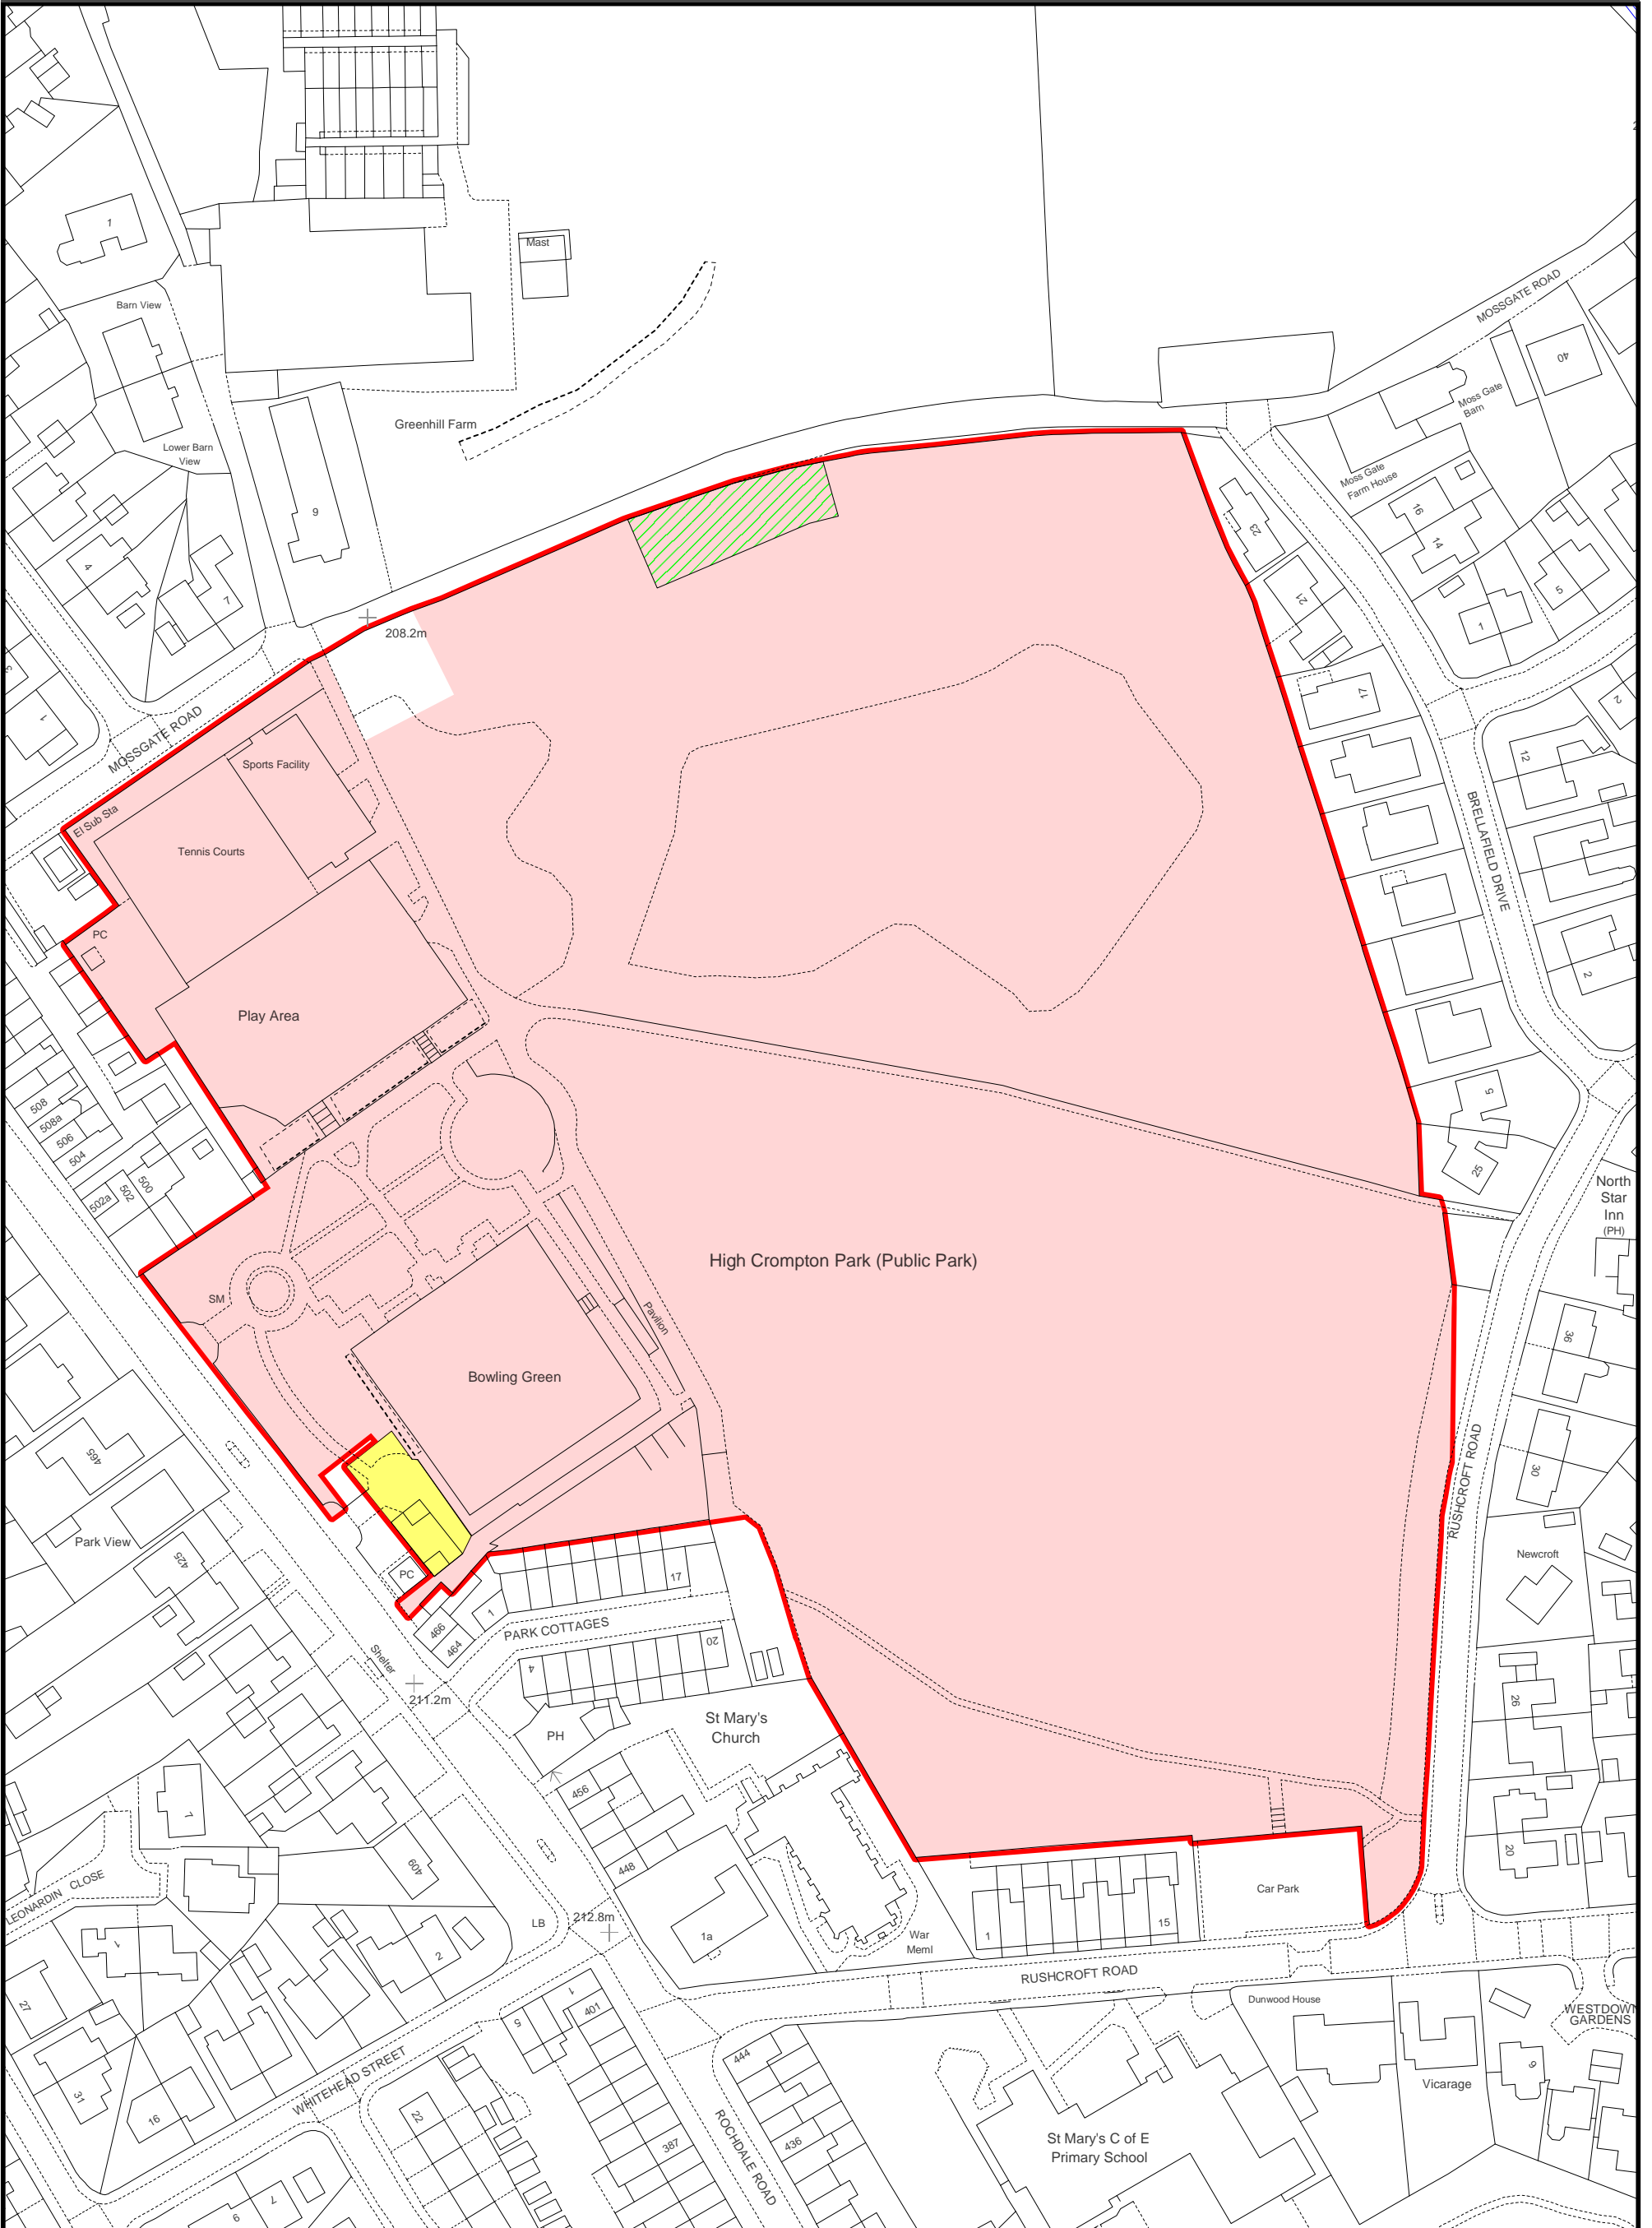 Mast
1
Barn View
MOSSGATE ROAD
40
Moss Gate
Barn
Greenhill Farm
Lower Barn
View
Moss Gate
Farm House
9
16
23
14
4
7
21
5
1
208.2m
17
2
1
MOSSGATE ROAD
12
Sports Facility
El Sub Sta
BRELLAFIELD DRIVE
Tennis Courts
PC
2
Play Area
508
508a
506
504
5
25
500
502
502a
North
Star
Inn
(PH)
High Crompton Park (Public Park)
SM
Pavilion
36
Bowling Green
465
30
RUSHCROFT ROAD
Park View
425
Newcroft
PC
17
1
466
464
PARK COTTAGES
20
4
Shelter
211.2m
26
St Mary's
Church
PH
456
7
20
409
448
LEONARDIN CLOSE
Car Park
LB
212.8m
1a
War
Meml
1
15
1
2
RUSHCROFT ROAD
27
1
5
401
Dunwood House
WESTDOWN
GARDENS
444
WHITEHEAD STREET
9
31
16
22
Vicarage
436
387
ROCHDALE ROAD
St Mary's C of E
Primary School
7
9